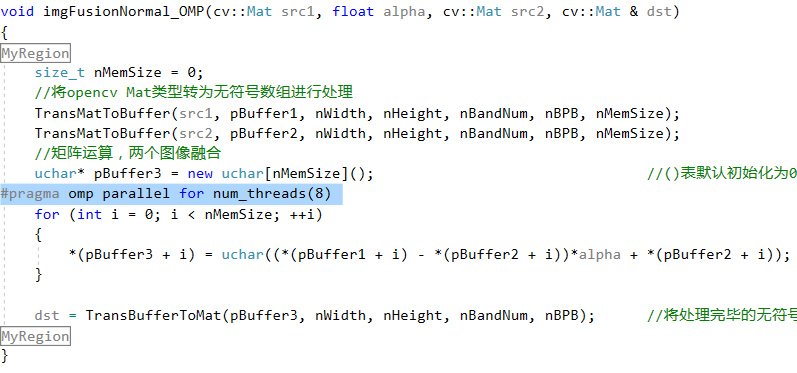 void imgFusionNormal_OMP(cv::Mat src1, float alpha, cv::Mat src2, cv::Mat & dst)
{
MyRegion
size_t nMemSize = 0;
//将opencv Mat类型转为无符号数组进行处理
TransMatToBuffer(src1, pBuffer1, nWidth, nHeight, nBandNum, nBPB, nMemSize);
TransMatToBuffer(src2, pBuffer2, nWidth, nHeight, nBandNum, nBPB, nMemSize);
//矩阵运算，两个图像融合
uchar* pBuffer3 = new uchar[nMemSize](); //()表默认初始化为0
#pragma omp parallel for num_threads(8)
for (int i = 0; i < nMemSize; ++i)
{
*(pBuffer3 + i) = uchar((*(pBuffer1 + i) - *(pBuffer2 + i))*alpha + *(pBuffer2 + i));
}
dst = TransBufferToMat(pBuffer3, nWidth, nHeight, nBandNum, nBPB); //将处理完毕的无符号
MyRegion
}